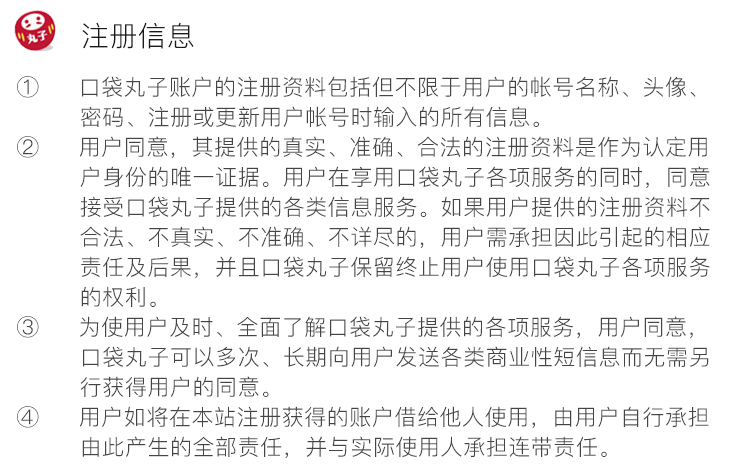 丸子
注册信息
① 口袋丸子账户的注册资料包括但不限于用户的帐号名称、头像、
密码、注册或更新用户帐号时输入的所有信息。
② 用户同意，其提供的真实、准确、合法的注册资料是作为认定用
户身份的唯一证据。用户在享用口袋丸子各项服务的同时，同意
接受口袋丸子提供的各类信息服务。如果用户提供的注册资料不
合法、不真实、不准确、不详尽的，用户需承担因此引起的相应
责任及后果，并且口袋丸子保留终止用户使用口袋丸子各项服务
的权利。
③ 为使用户及时、全面了解口袋丸子提供的各项服务，用户同意，
口袋丸子可以多次、长期向用户发送各类商业性短信息而无需另
行获得用户的同意。
④ 用户如将在本站注册获得的账户借给他人使用，由用户自行承担
由此产生的全部责任，并与实际使用人承担连带责任。